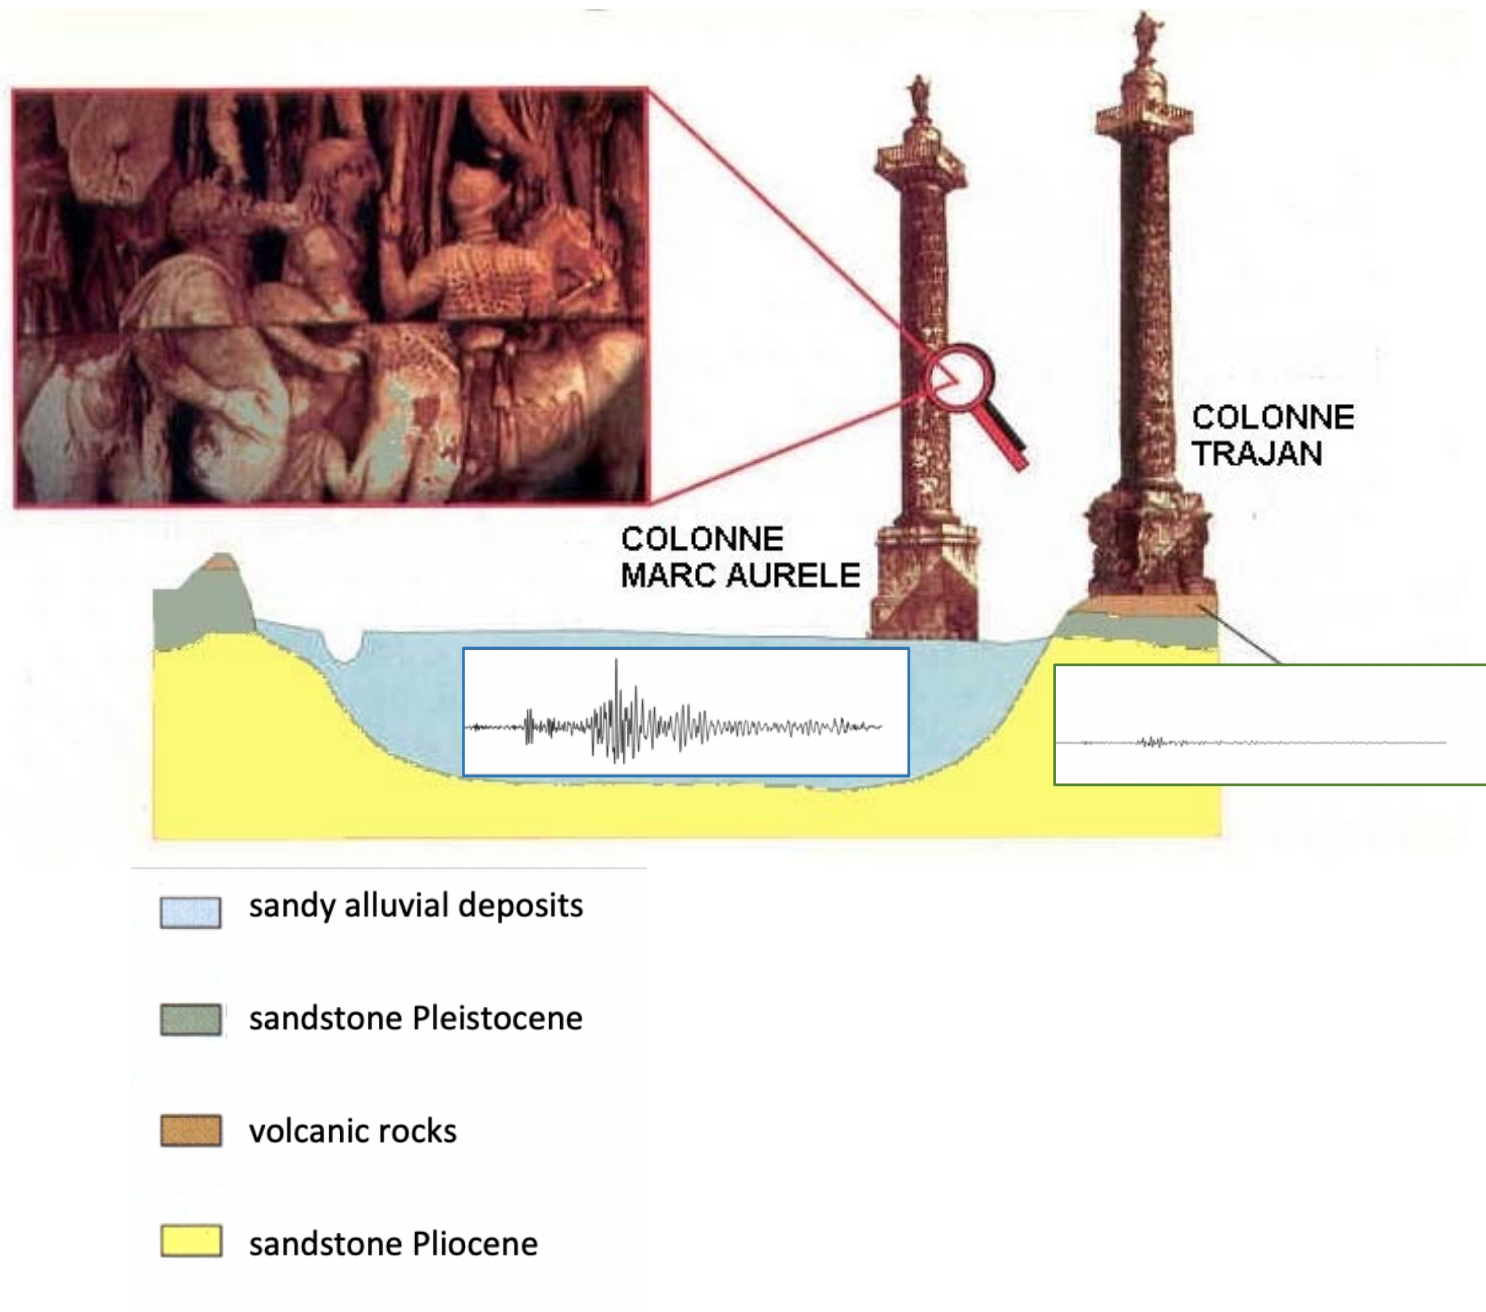 COLONNE
TRAJAN
COLONNE
MARC AURELE
sandy alluvial deposits
sandstone Pleistocene
volcanic rocks
sandstone Pliocene